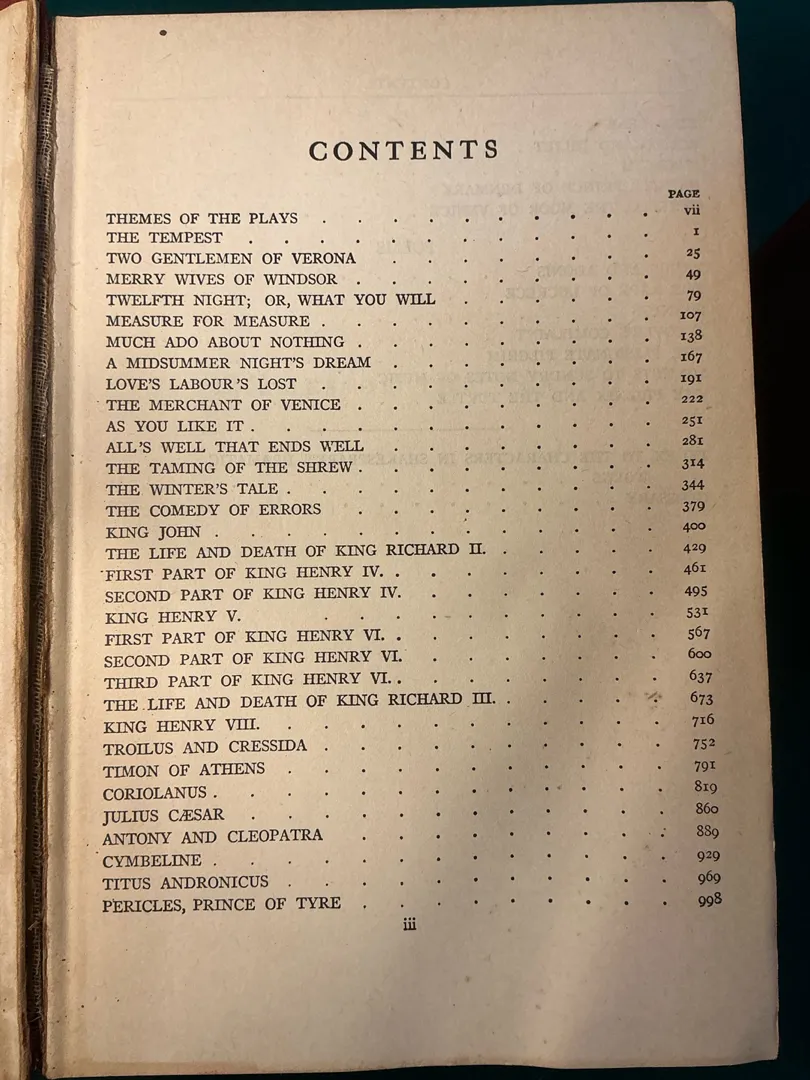 CONTENTS
PAGE
THEMES OF THE PLAYS . . . . . . . . . . vii
THE TEMPEST . . . . . . . . . . . . 1
TWO GENTLEMEN OF VERONA . . . . . . . . 25
MERRY WIVES OF WINDSOR . . . . . . . . . 49
TWELFTH NIGHT; OR, WHAT YOU WILL . . . . . . 79
MEASURE FOR MEASURE . . . . . . . . . . 107
MUCH ADO ABOUT NOTHING . . . . . . . . . 138
A MIDSUMMER NIGHT'S DREAM . . . . . . . . 167
LOVE'S LABOUR'S LOST . . . . . . . . . . 191
THE MERCHANT OF VENICE . . . . . . . . . 222
AS YOU LIKE IT . . . . . . . . . . . . 251
ALL'S WELL THAT ENDS WELL . . . . . . . . 281
THE TAMING OF THE SHREW . . . . . . . . . 314
THE WINTER'S TALE . . . . . . . . . . . 344
THE COMEDY OF ERRORS . . . . . . . . . 379
KING JOHN . . . . . . . . . . . . . 400
THE LIFE AND DEATH OF KING RICHARD II. . . . . . 429
FIRST PART OF KING HENRY IV. . . . . . . . . 461
SECOND PART OF KING HENRY IV. . . . . . . . 495
KING HENRY V. . . . . . . . . . . 531
FIRST PART OF KING HENRY VI. . . . . . . . . 567
SECOND PART OF KING HENRY VI. . . . . . . . 600
THIRD PART OF KING HENRY VI. . . . . . . . . 637
THE LIFE AND DEATH OF KING RICHARD III. . . . . . 673
KING HENRY VIII. . . . . . . . . . . . 716
TROILUS AND CRESSIDA . . . . . . . . . . 752
TIMON OF ATHENS . . . . . . . . . . . 791
CORIOLANUS . . . . . . . . . . . . . 819
JULIUS CÆSAR . . . . . . . . . . . . 860
ANTONY AND CLEOPATRA . . . . . . . . . 889
CYMBELINE . . . . . . . . . . . . . 929
TITUS ANDRONICUS . . . . . . . . . . . 969
PERICLES, PRINCE OF TYRE . . . . . . . . . 998
iii